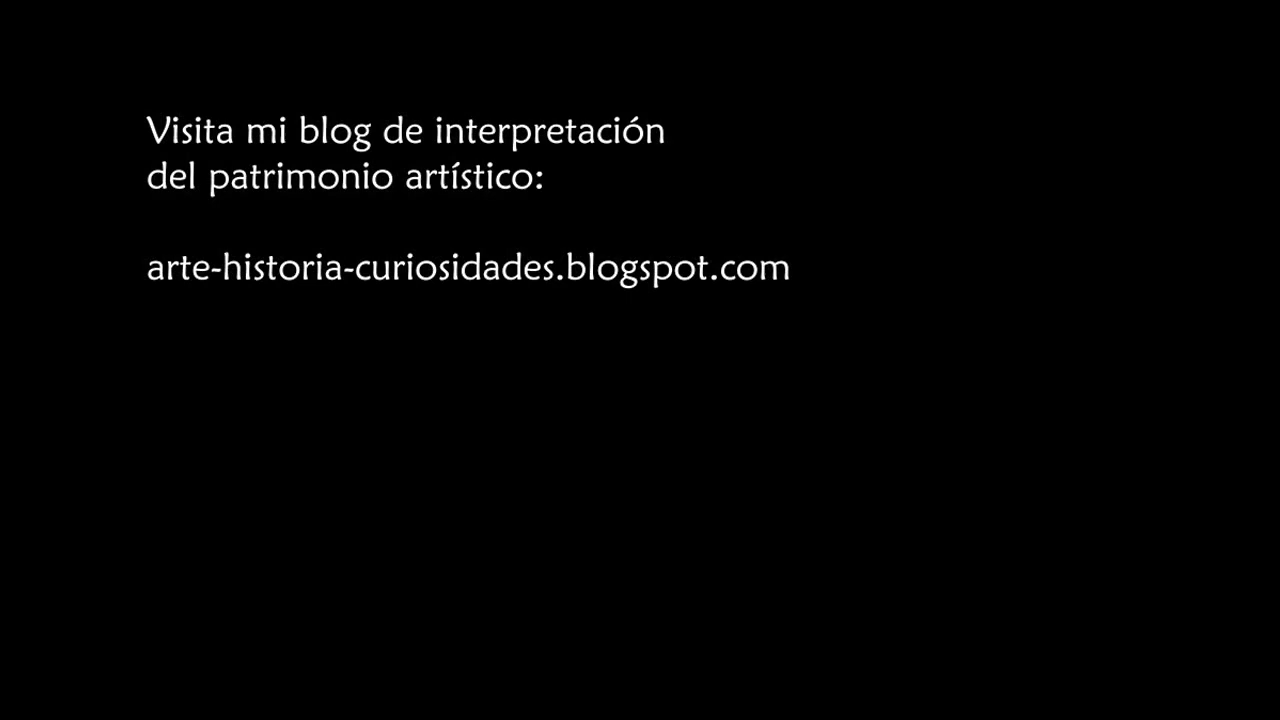 Visita mi blog de interpretación
del patrimonio artístico:
arte-historia-curiosidades.blogspot.com